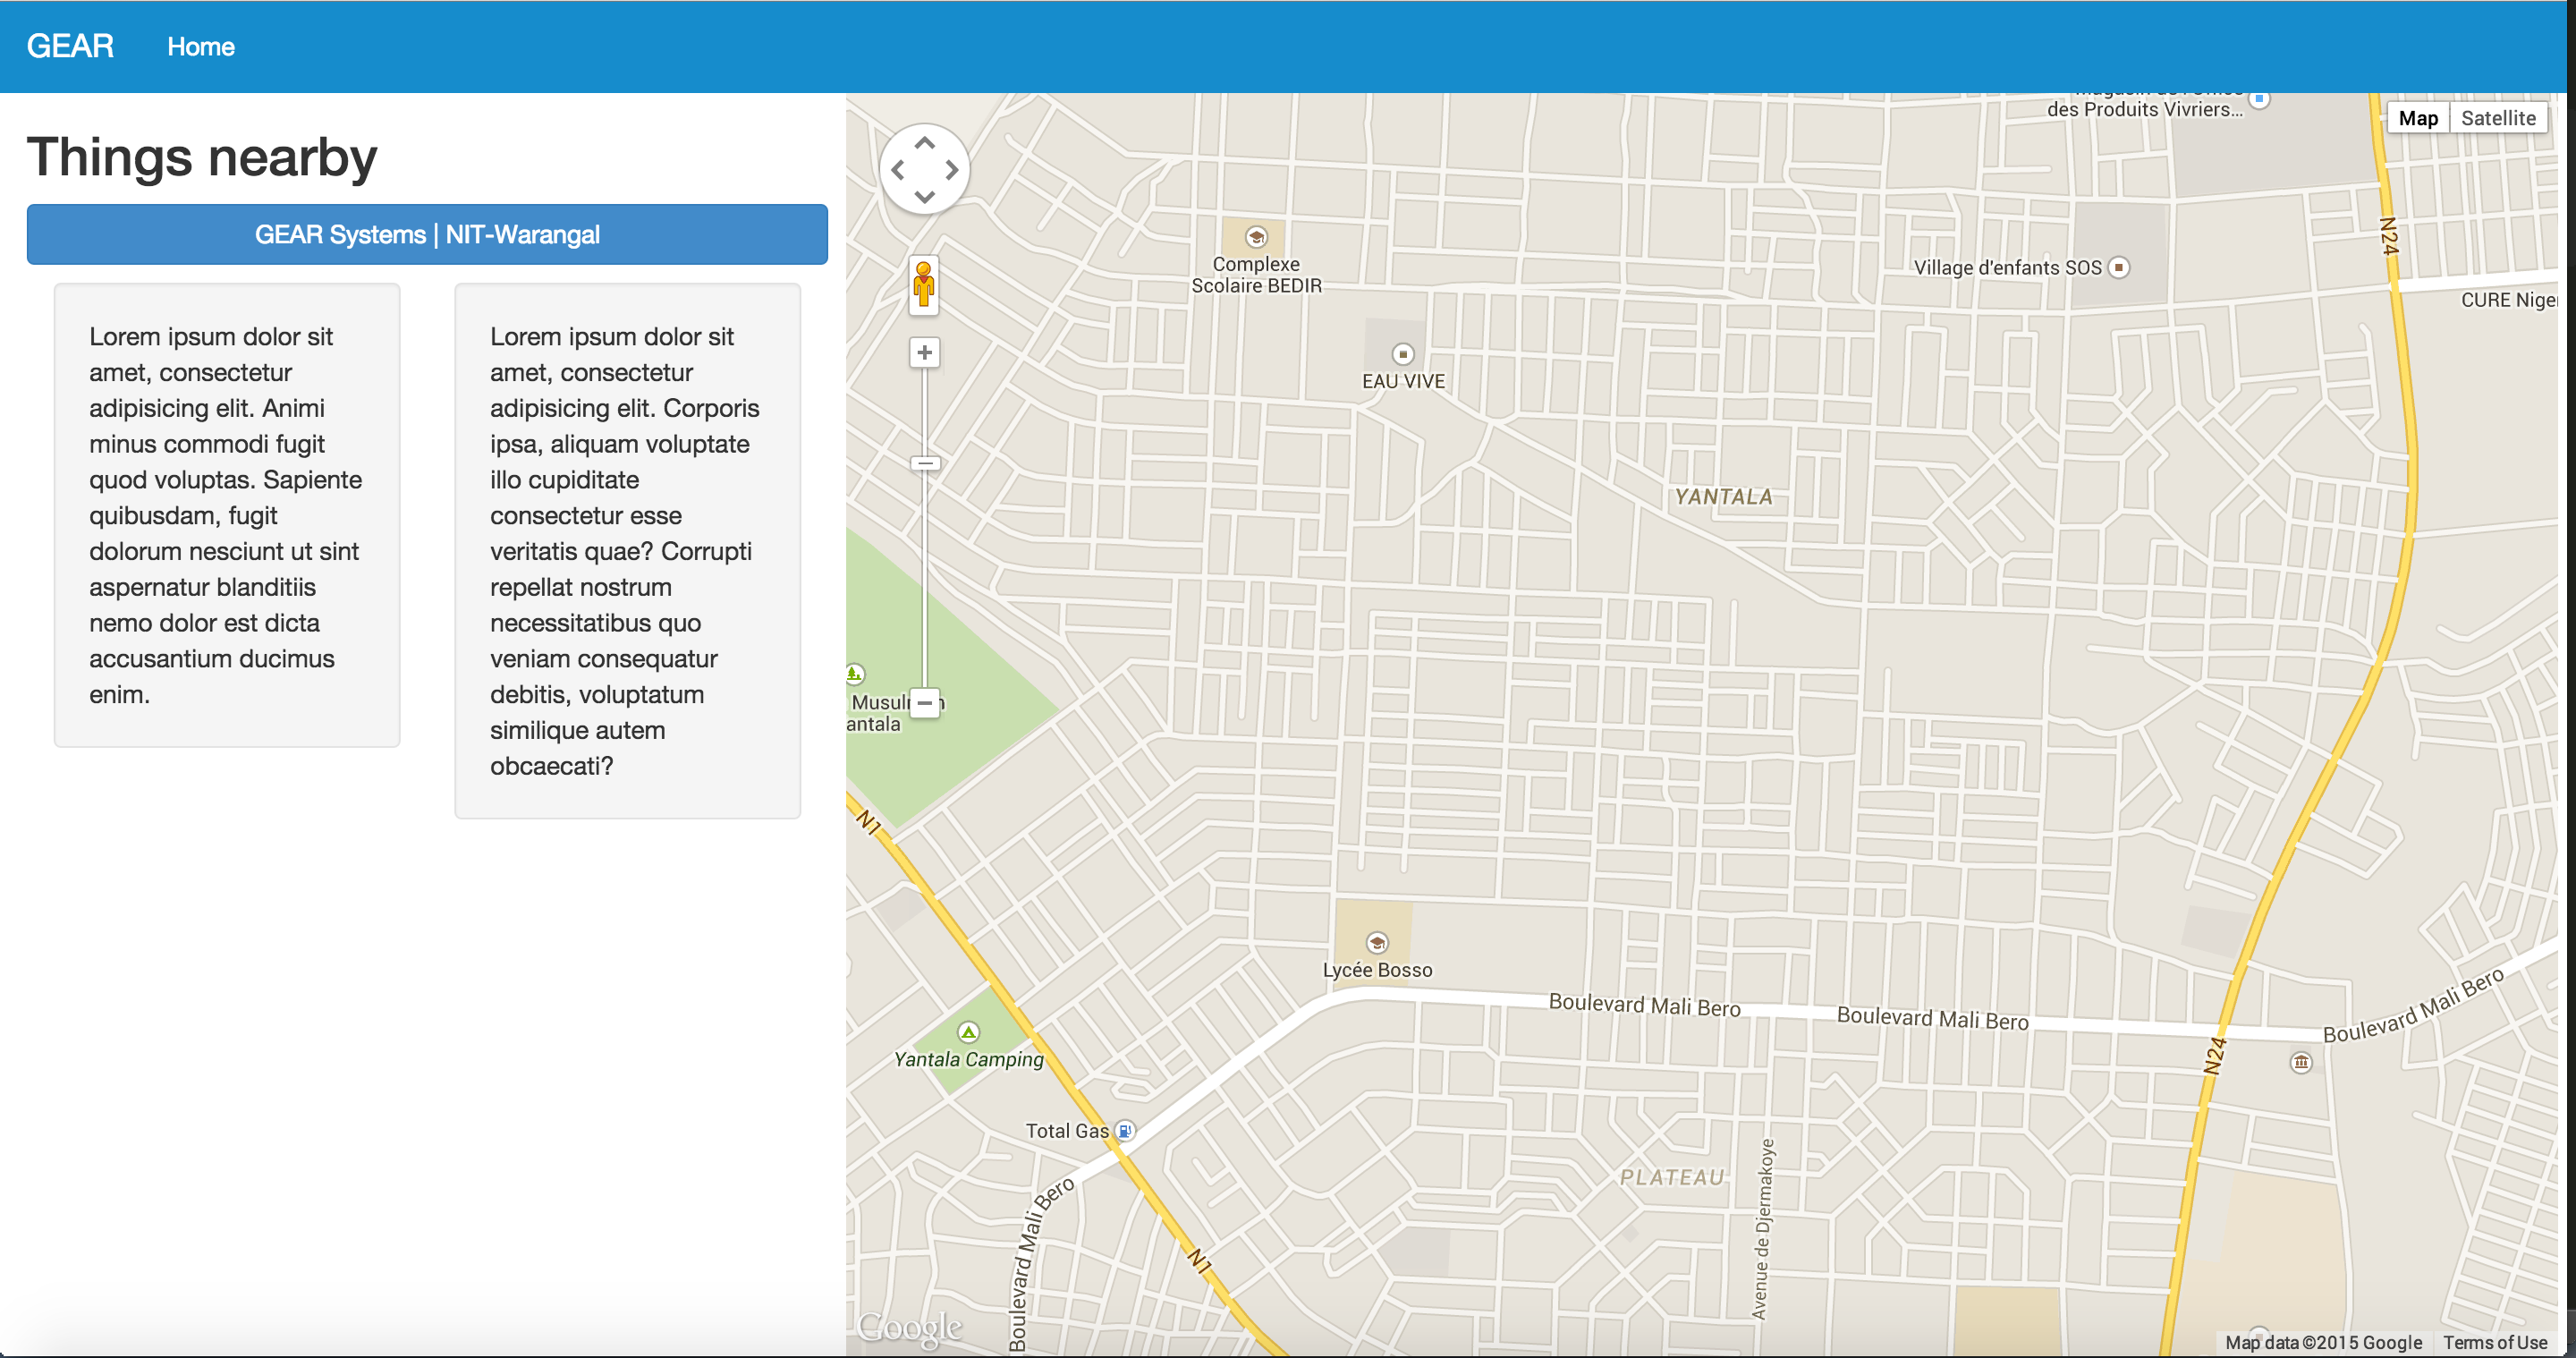 GEAR
Home
Things nearby
GEAR Systems | NIT-Warangal
Lorem ipsum dolor sit
amet, consectetur
adipisicing elit. Animi
minus commodi fugit
quod voluptas. Sapiente
quibusdam, fugit
dolorum nesciunt ut sint
aspernatur blanditiis
nemo dolor est dicta
accusantium ducimus
enim.
Lorem ipsum dolor sit
amet, consectetur
adipisicing elit. Corporis
ipsa, aliquam voluptate
illo cupiditate
consectetur esse
veritatis quae? Corrupti
repellat nostrum
necessitatibus quo
veniam consequatur
debitis, voluptatum
similique autem
obcaecati?
des Produits Vivriers...
Map
Satellite
N24
Complexe
Scolaire BEDIR
Village d'enfants SOS
CURE Niger
EAU VIVE
YANTALA
antala
N1
Lycée Bosso
Boulevard Mali Bero
Boulevard Mali Bero
Boulevard Mali Bero
N24
Yantala Camping
Total Gas
PLATEAU
Avenue de Djermakoye
Boulevard Mali Bero
N1
Google
Map data ©2015 Google
Terms of Use